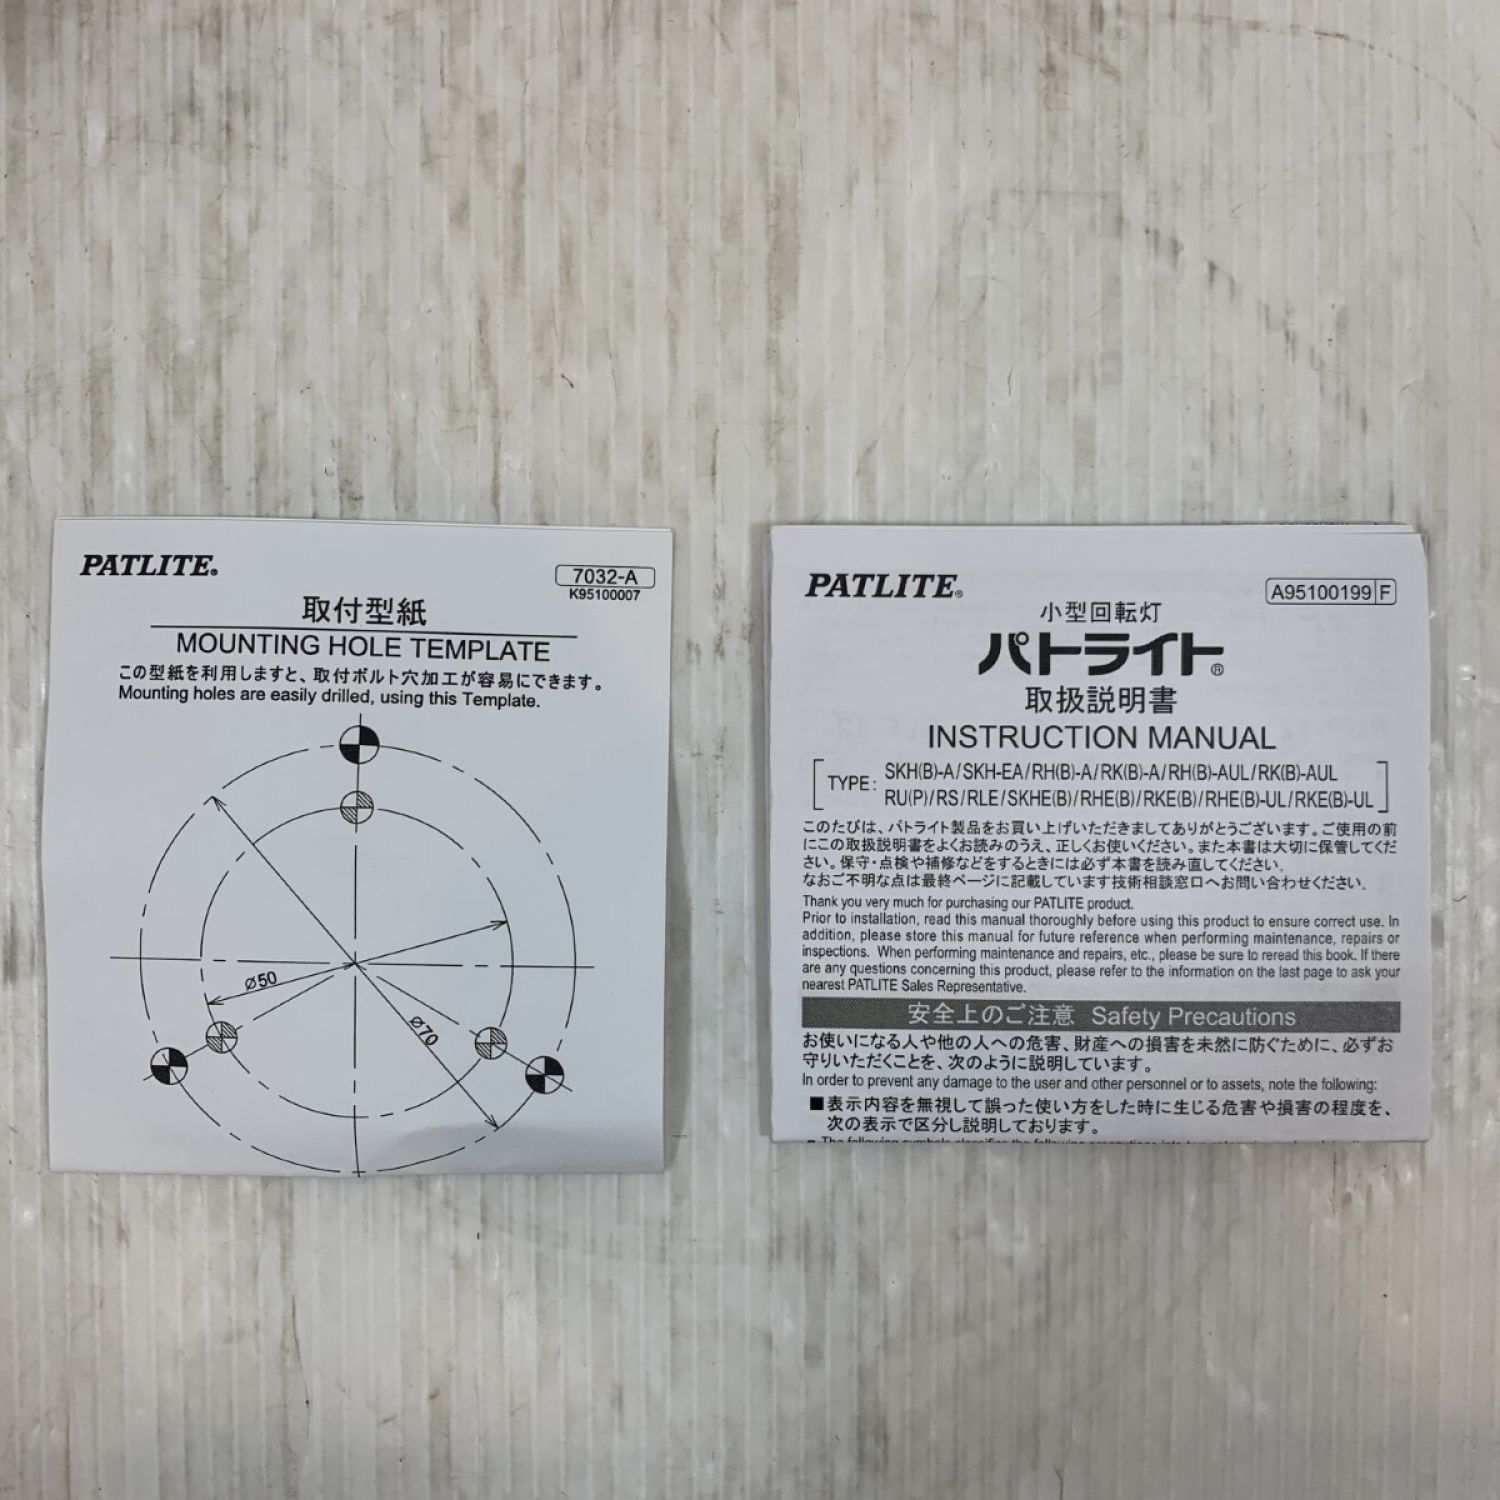 PATLITE®
7032-A
K95100007
取付型紙
MOUNTING HOLE TEMPLATE
この型紙を利用しますと、取付ボルト穴加工が容易にできます。
Mounting holes are easily drilled, using this Template.
ø50
ø70
PATLITE®
A95100199 F
小型回転灯
パトライト®
取扱説明書
INSTRUCTION MANUAL
TYPE: SKH(B)-A/SKH-EA/RH(B)-A/RK(B)-A/RH(B)-AUL/RK(B)-AUL
RU(P)/RS/RLE/SKHE(B)/RHE(B)/RKE(B)/RHE(B)-UL/RKE(B)-UL
このたびは、パトライト製品をお買い上げいただきましてありがとうございます。ご使用の前
にこの取扱説明書をよくお読みのうえ、正しくお使いください。また本書は大切に保管してくだ
さい。保守・点検や補修などをするときには必ず本書を読み直してください。
なおご不明な点は最終ページに記載しています技術相談窓口へお問い合わせください。
Thank you very much for purchasing our PATLITE product.
Prior to installation, read this manual thoroughly before using this product to ensure correct use. In
addition, please store this manual for future reference when performing maintenance, repairs or
inspections. When performing maintenance and repairs, etc., please be sure to reread this book. If there
are any questions concerning this product, please refer to the information on the last page to ask your
nearest PATLITE Sales Representative.
安全上のご注意 Safety Precautions
お使いになる人や他の人への危害、財産への損害を未然に防ぐために、必ずお
守りいただくことを、次のように説明しています。
In order to prevent any damage to the user and other personnel or to assets, note the following:
■表示内容を無視して誤った使い方をした時に生じる危害や損害の程度を、
次の表示で区分し説明しております。